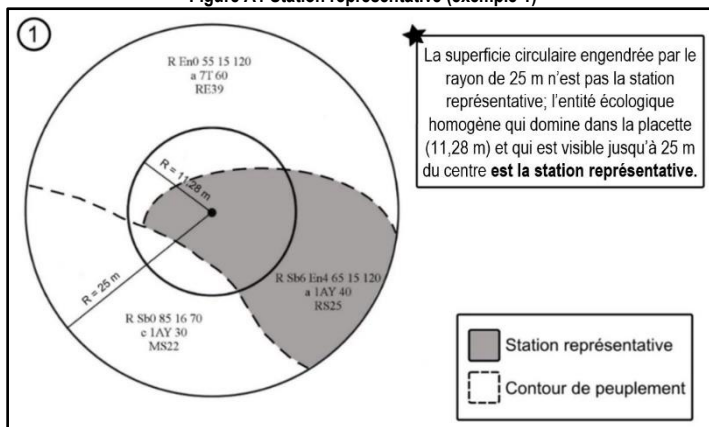 Figure A1 Station représentative (exemple 1)
1
R En0 55 15 120
a 7T 60
RE39
La superficie circulaire engendrée par le
rayon de 25 m n'est pas la station
représentative; l'entité écologique
homogène qui domine dans la placette
(11,28 m) et qui est visible jusqu'à 25 m
du centre est la station représentative.
R = 11,28 m
R = 25 m
R Sb6 En4 65 15 120
a 1AY 40
RS25
R Sb0 85 16 70
c 1AY 30
MS22
Station représentative
Contour de peuplement